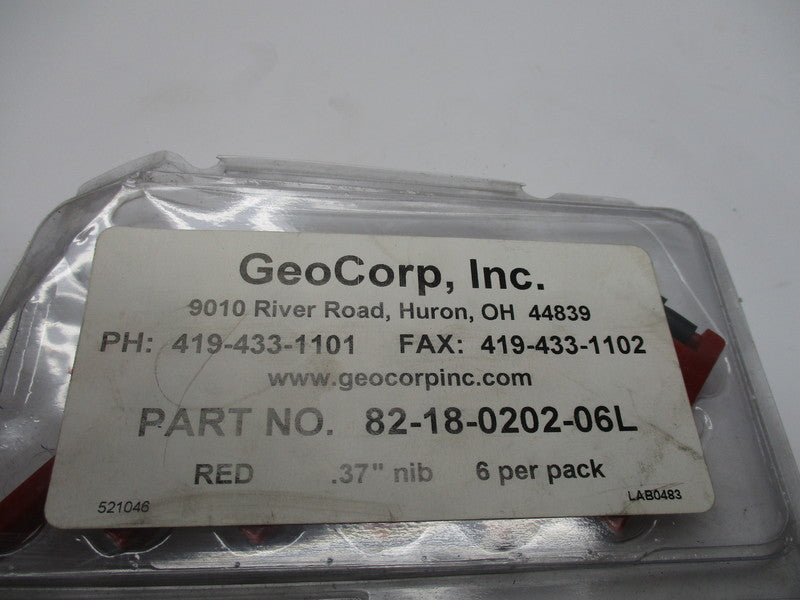 GeoCorp, Inc.
9010 River Road, Huron, OH 44839
PH: 419-433-1101 FAX: 419-433-1102
www.geocorpinc.com
PART NO. 82-18-0202-06L
RED .37" nib 6 per pack
521046 LAB0483